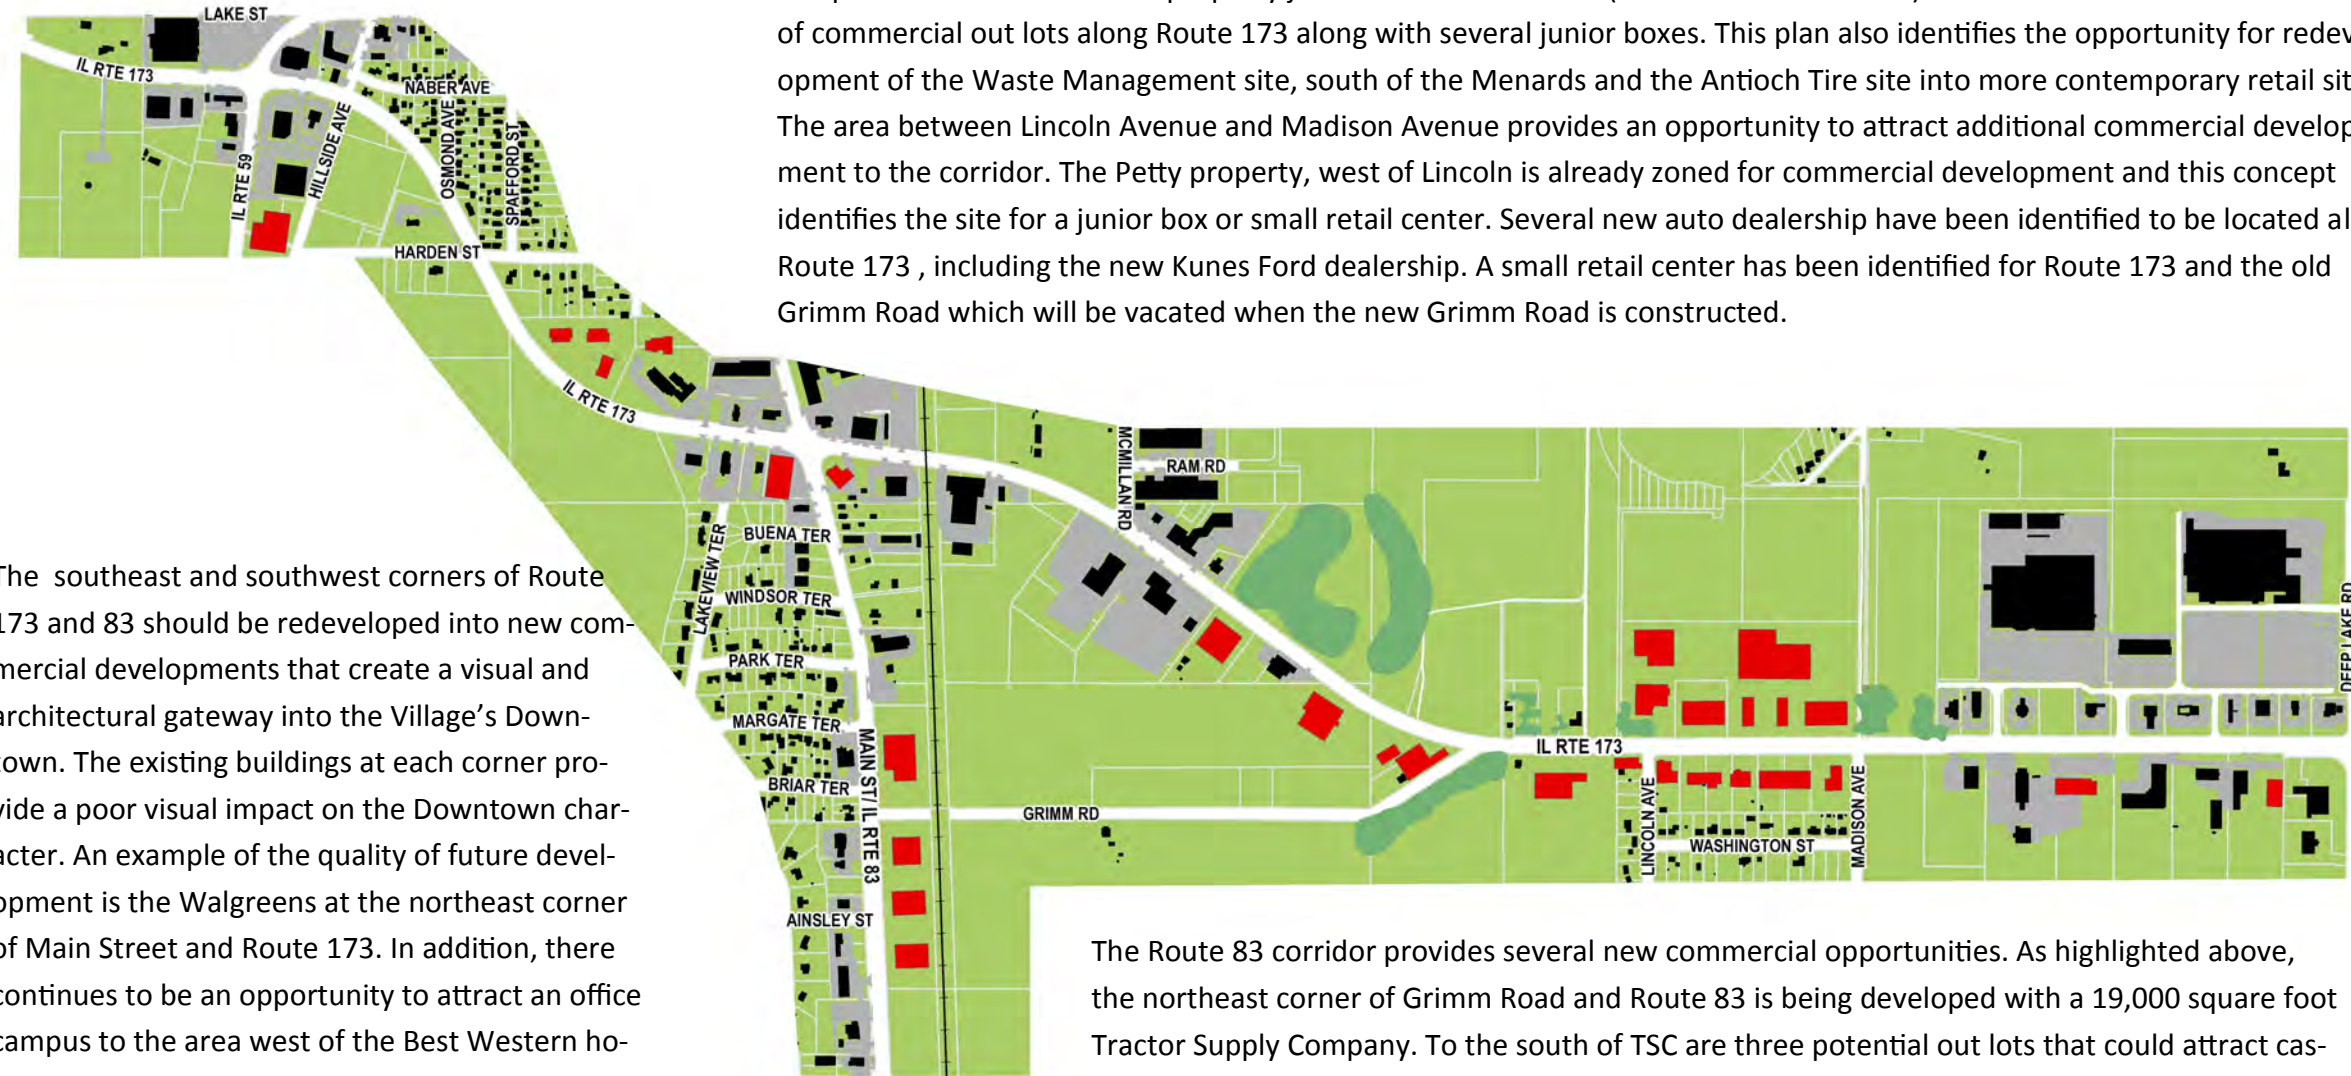 of commercial out lots along Route 173 along with several junior boxes. This plan also identifies the opportunity for redev
opment of the Waste Management site, south of the Menards and the Antioch Tire site into more contemporary retail sit
The area between Lincoln Avenue and Madison Avenue provides an opportunity to attract additional commercial develop
ment to the corridor. The Petty property, west of Lincoln is already zoned for commercial development and this concept
identifies the site for a junior box or small retail center. Several new auto dealership have been identified to be located al
Route 173 , including the new Kunes Ford dealership. A small retail center has been identified for Route 173 and the old
Grimm Road which will be vacated when the new Grimm Road is constructed.
LAKE ST
IL RTE 173
NABER AVE
OSMOND AVE
SPAFFORD ST
HILLSIDE AVE
IL RTE 59
HARDEN ST
IL RTE 173
MCMILLAN RD
RAM RD
LAKEVIEW TER
BUENA TER
WINDSOR TER
PARK TER
MARGATE TER
BRIAR TER
MAIN ST/ IL RTE 83
AINSLEY ST
GRIMM RD
IL RTE 173
LINCOLN AVE
WASHINGTON ST
MADISON AVE
DEEP LAKE RD
The southeast and southwest corners of Route
173 and 83 should be redeveloped into new com-
mercial developments that create a visual and
architectural gateway into the Village's Down-
town. The existing buildings at each corner pro-
vide a poor visual impact on the Downtown char-
acter. An example of the quality of future devel-
opment is the Walgreens at the northeast corner
of Main Street and Route 173. In addition, there
continues to be an opportunity to attract an office
campus to the area west of the Best Western ho-
The Route 83 corridor provides several new commercial opportunities. As highlighted above,
the northeast corner of Grimm Road and Route 83 is being developed with a 19,000 square foot
Tractor Supply Company. To the south of TSC are three potential out lots that could attract cas-